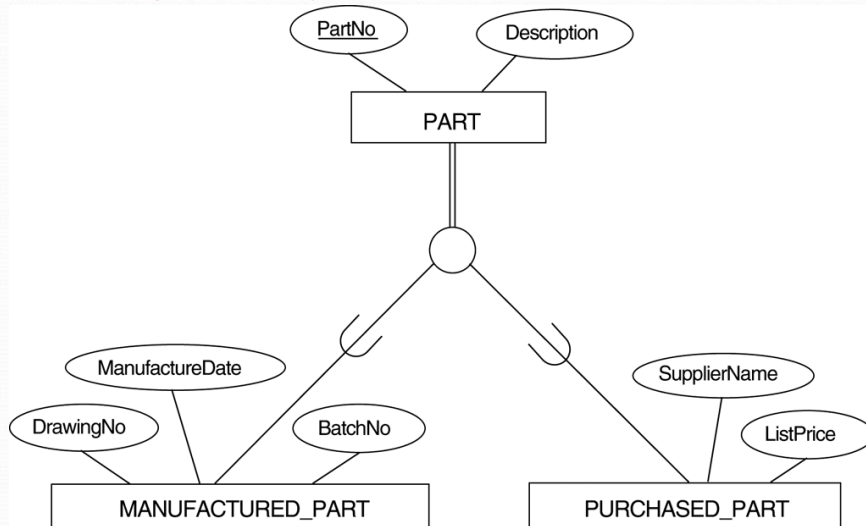 PartNo
Description
PART
ManufactureDate
SupplierName
DrawingNo
BatchNo
ListPrice
MANUFACTURED_PART
PURCHASED_PART